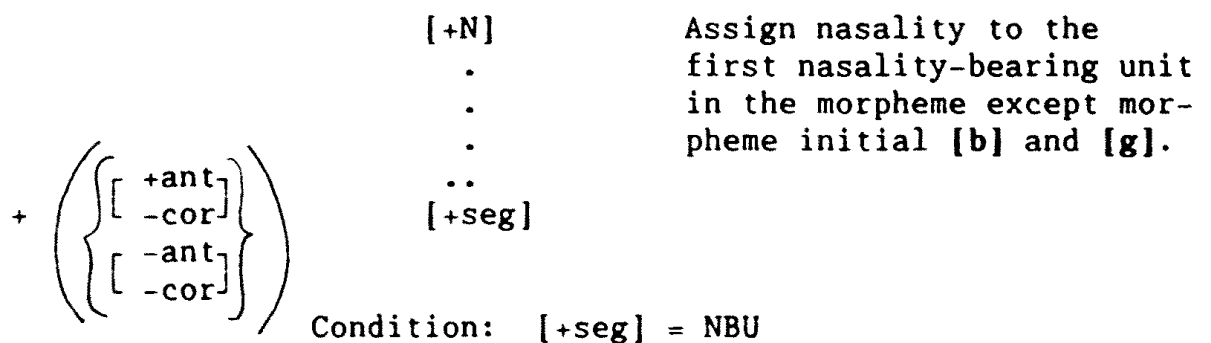 [+N] Assign nasality to the
. first nasality-bearing unit
. in the morpheme except mor-
. pheme initial [b] and [g].
+ ( { [ +ant
-cor ] .. 
[ -ant
-cor ] } ) [+seg]
Condition: [+seg] = NBU